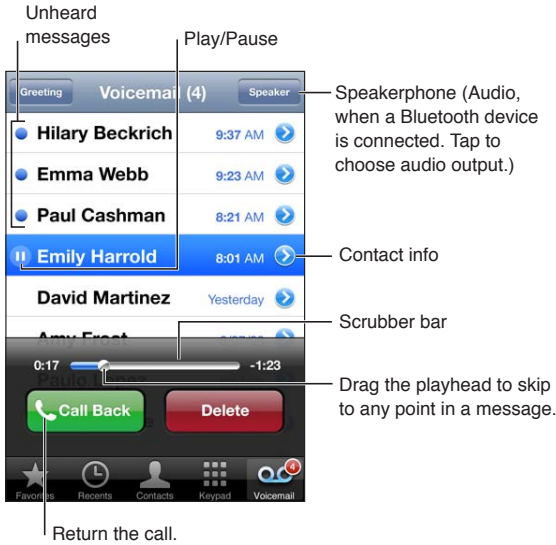 Unheard
messages
Play/Pause
Greeting Voicemail (4) Speaker
Speakerphone (Audio,
when a Bluetooth device
is connected. Tap to
choose audio output.)
Hilary Beckrich 9:37 AM
Emma Webb 9:23 AM
Paul Cashman 8:21 AM
Emily Harrold 8:01 AM
Contact info
David Martinez Yesterday
Amy Frost
Scrubber bar
0:17 -1:23
Drag the playhead to skip
to any point in a message.
Paulo Lopez
Call Back Delete
4
Favorites Recents Contacts Keypad Voicemail
Return the call.